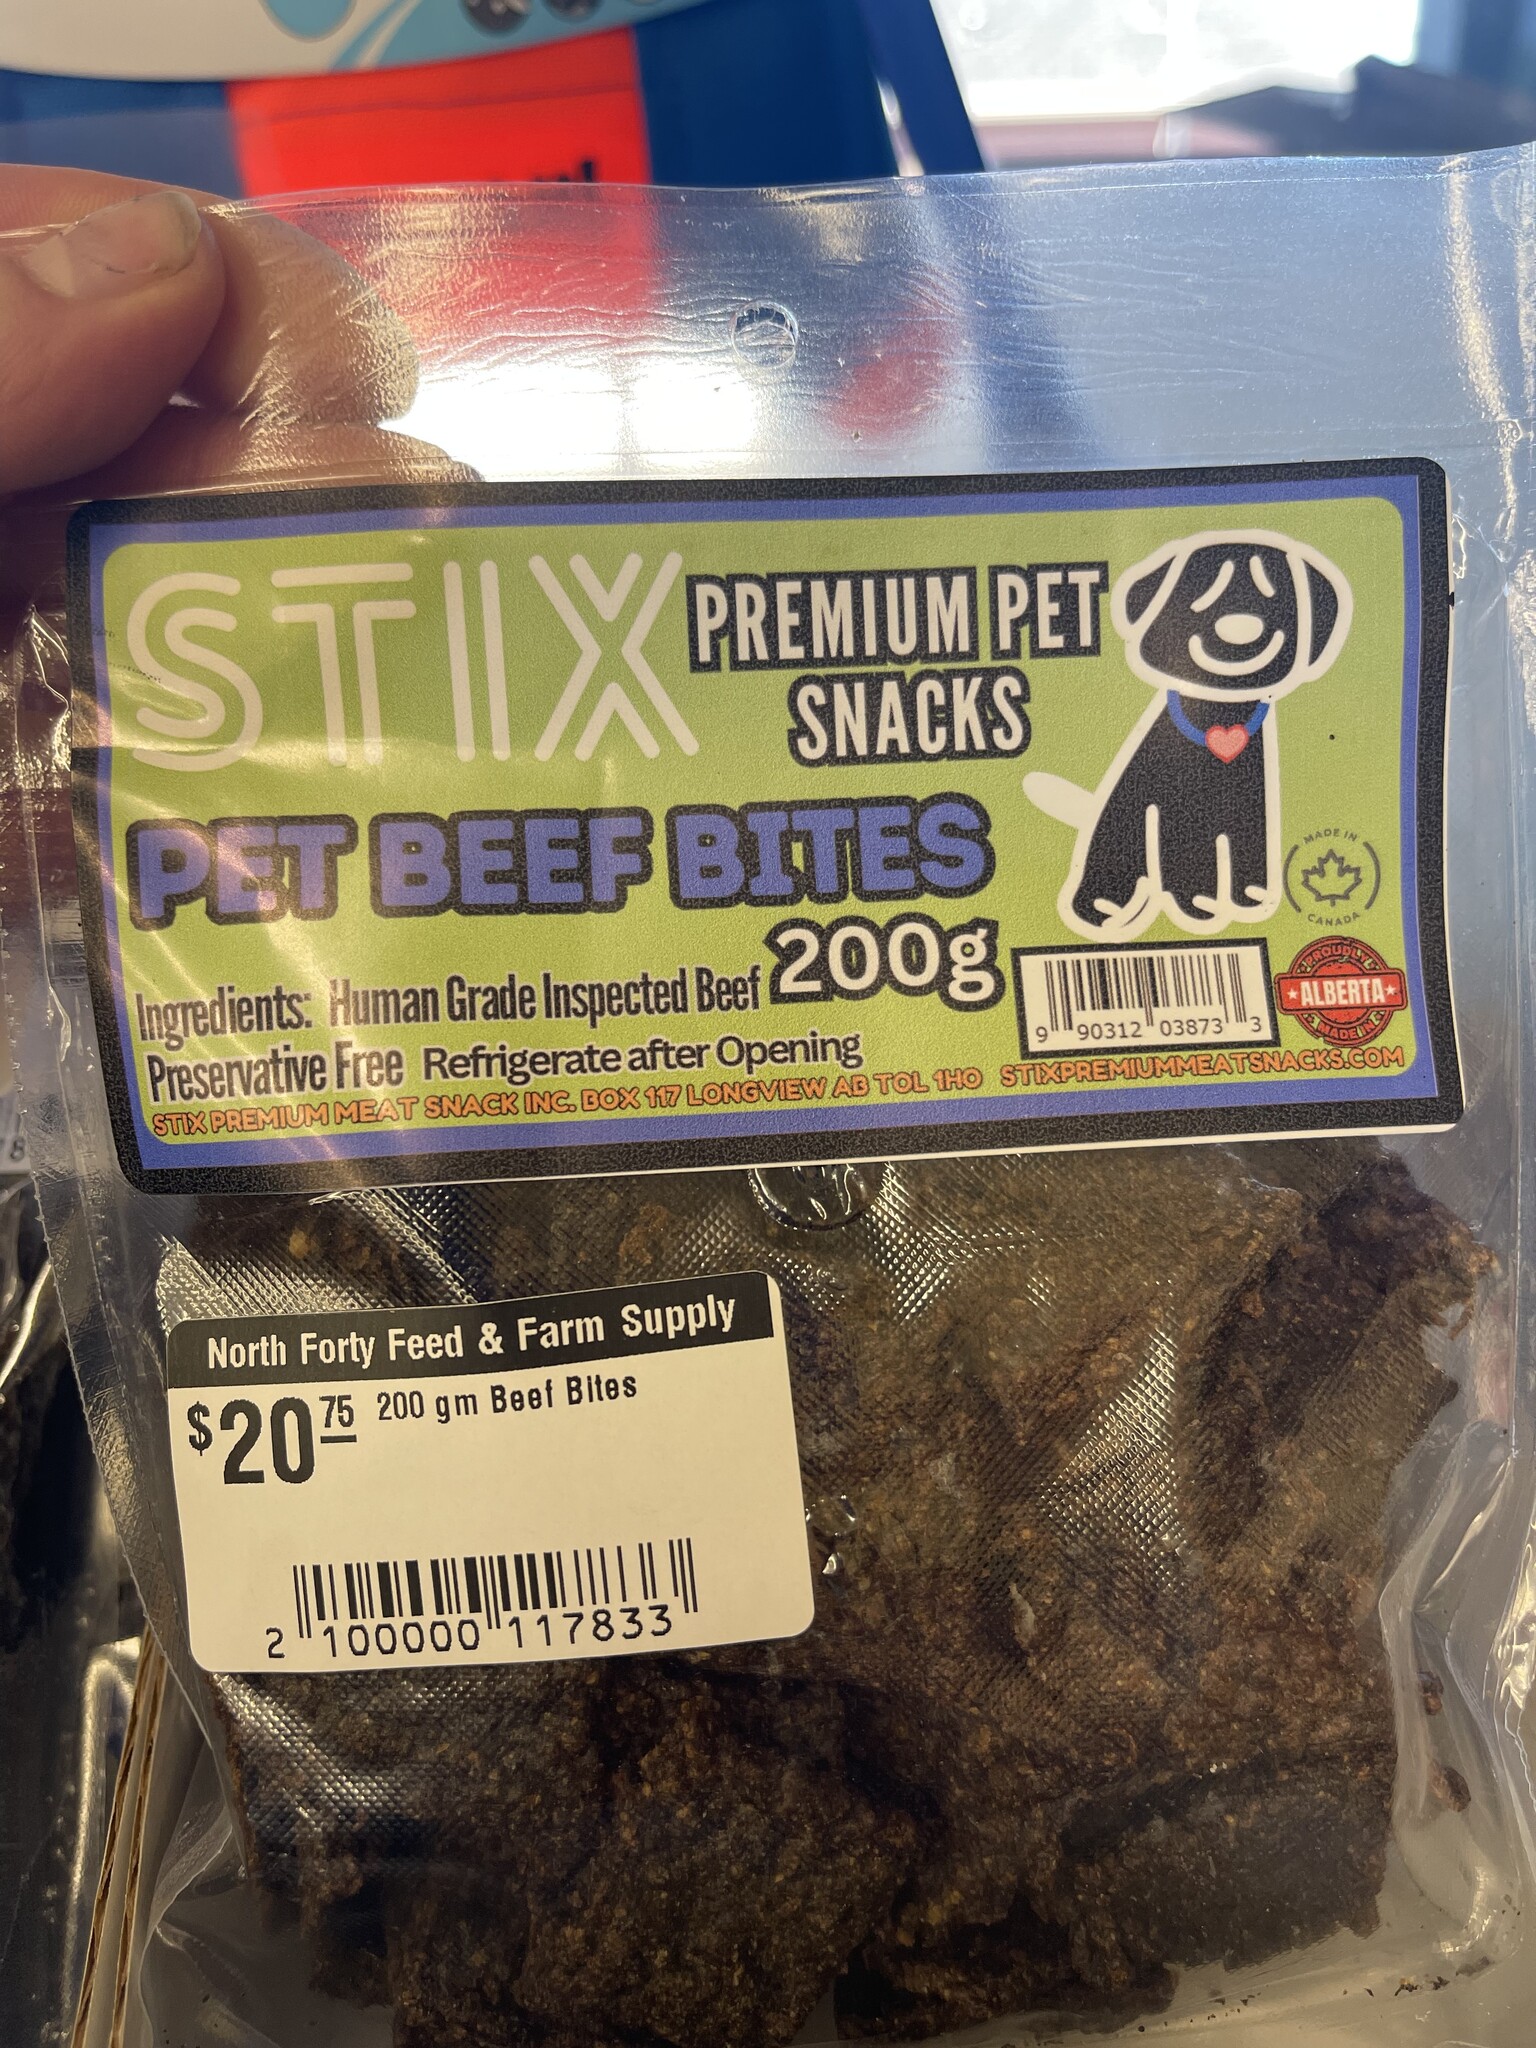 STIX PREMIUM PET
SNACKS
PET BEEF BITES
200g
MADE IN
CANADA
Ingredients: Human Grade Inspected Beef
Preservative Free Refrigerate after Opening
9 90312 03873 3
PROUDLY
ALBERTA
MADE IN
STIX PREMIUM MEAT SNACK INC. BOX 117 LONGVIEW AB TOL 1HO STIXPREMIUMMEATSNACKS.COM
North Forty Feed & Farm Supply
$20.75 200 gm Beef Bites
2 100000 117833